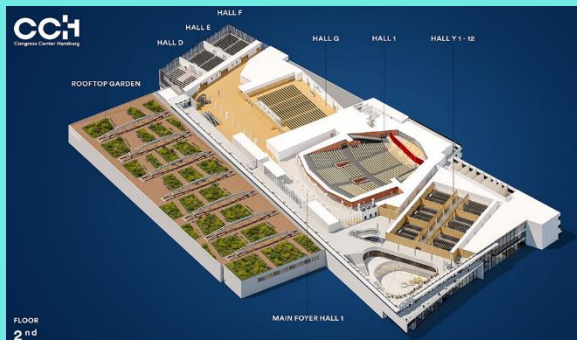 CCH
Congress Center Hamburg
HALL F
HALL E
HALL D
HALL G
HALL 1
HALL Y 1 - 12
ROOFTOP GARDEN
MAIN FOYER HALL 1
FLOOR
2nd